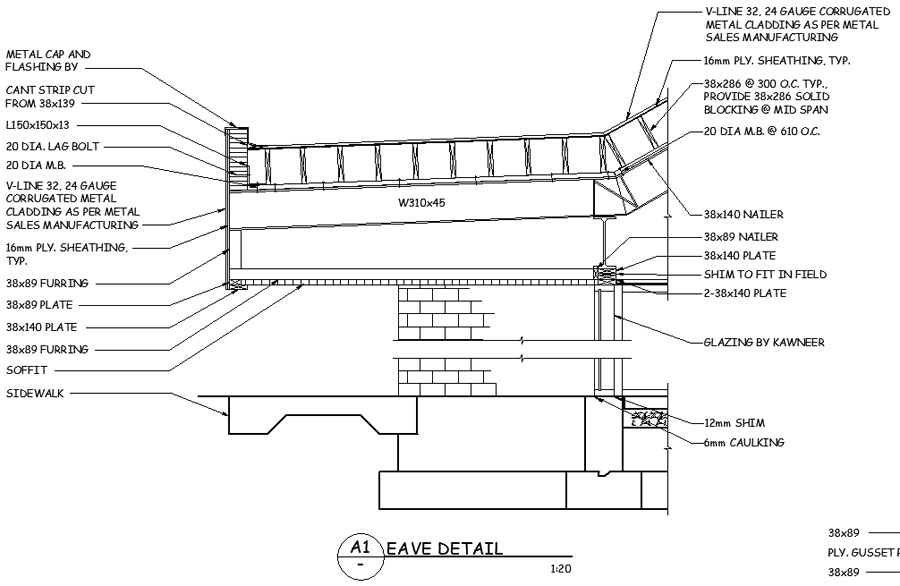 METAL CAP AND
FLASHING BY
CANT STRIP CUT
FROM 38x139
L150x150x13
20 DIA. LAG BOLT
20 DIA M.B.
V-LINE 32, 24 GAUGE
CORRUGATED METAL
CLADDING AS PER METAL
SALES MANUFACTURING
16mm PLY. SHEATHING,
TYP.
38x89 FURRING
38x89 PLATE
38x140 PLATE
38x89 FURRING
SOFFIT
SIDEWALK
W310x45
V-LINE 32, 24 GAUGE CORRUGATED
METAL CLADDING AS PER METAL
SALES MANUFACTURING
16mm PLY. SHEATHING, TYP.
38x286 @ 300 O.C. TYP.,
PROVIDE 38x286 SOLID
BLOCKING @ MID SPAN
20 DIA M.B. @ 610 O.C.
38x140 NAILER
38x89 NAILER
38x140 PLATE
SHIM TO FIT IN FIELD
2-38x140 PLATE
GLAZING BY KAWNEER
12mm SHIM
6mm CAULKING
A1
-
EAVE DETAIL
1:20
38x89
PLY. GUSSET
38x89